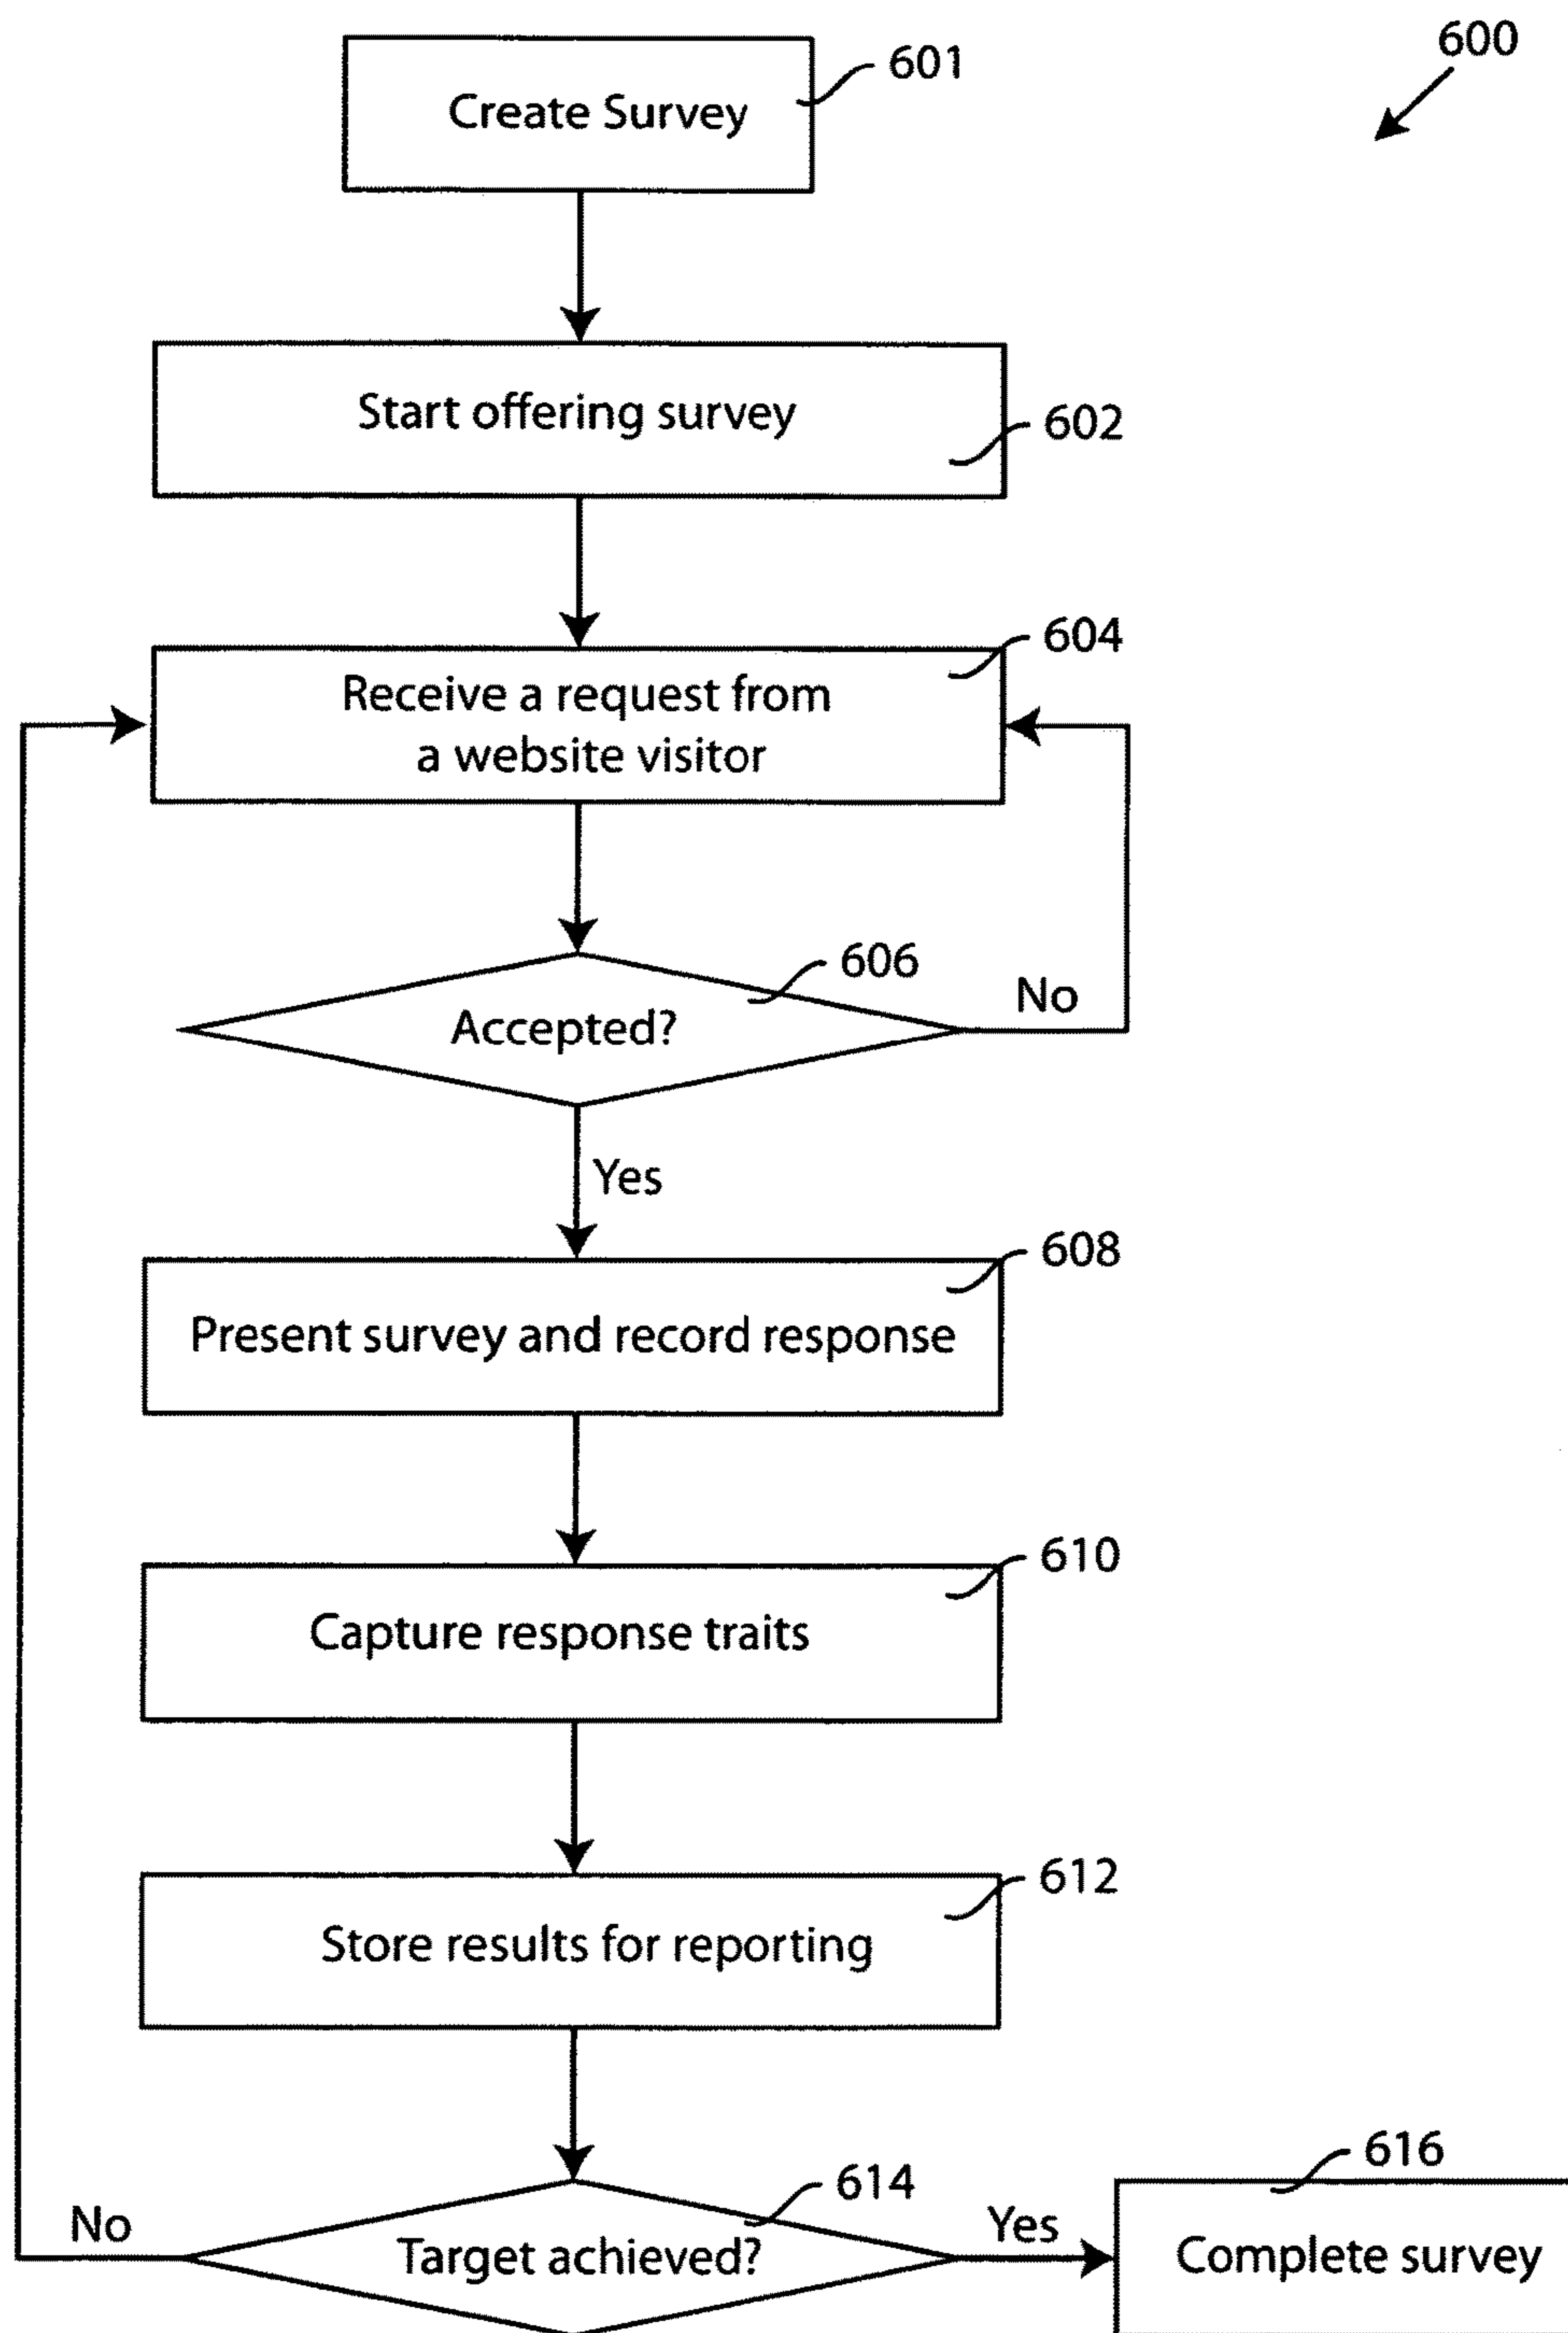 600
601
Create Survey
Start offering survey
602
604
Receive a request from
a website visitor
606
Accepted?
No
Yes
608
Present survey and record response
610
Capture response traits
612
Store results for reporting
614
616
No
Target achieved?
Yes
Complete survey